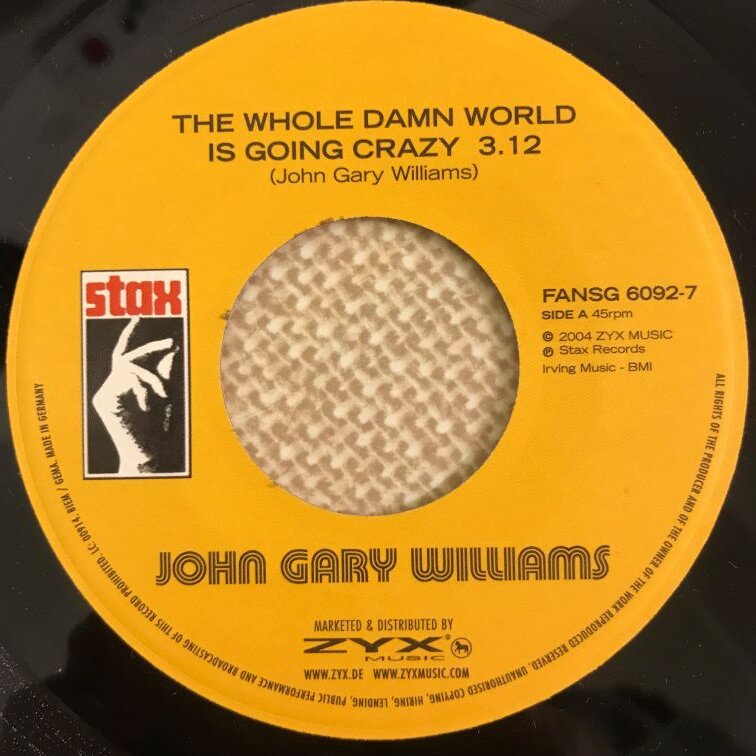 THE WHOLE DAMN WORLD
IS GOING CRAZY 3.12
(John Gary Williams)
stax
FANSG 6092-7
SIDE A 45rpm
© 2004 ZYX MUSIC
℗ Stax Records
Irving Music - BMI
JOHN GARY WILLIAMS
MARKETED & DISTRIBUTED BY
ZYX®
MUSIC
WWW.ZYX.DE WWW.ZYXMUSIC.COM
ALL RIGHTS OF THE PRODUCER AND OF THE OWNER OF THE WORK REPRODUCED RESERVED. UNAUTHORISED COPYING, HIRING, LENDING, PUBLIC PERFORMANCE AND BROADCASTING OF THIS RECORD PROHIBITED. LC 00914, BIEM / GEMA. MADE IN GERMANY